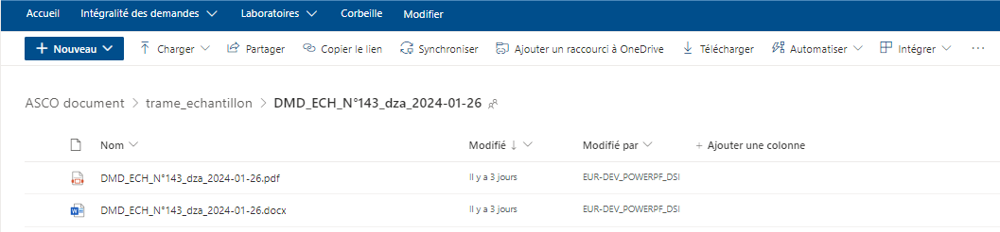 Accueil Intégralité des demandes Laboratoires Corbeille Modifier
+ Nouveau Charger Partager Copier le lien Synchroniser Ajouter un raccourci à OneDrive Télécharger Automatiser Intégrer ...
ASCO document > trame_echantillon > DMD_ECH_N°143_dza_2024-01-26
Nom Modifié ↓ Modifié par + Ajouter une colonne
DMD_ECH_N°143_dza_2024-01-26.pdf Il y a 3 jours EUR-DEV_POWERPF_DSI
DMD_ECH_N°143_dza_2024-01-26.docx Il y a 3 jours EUR-DEV_POWERPF_DSI